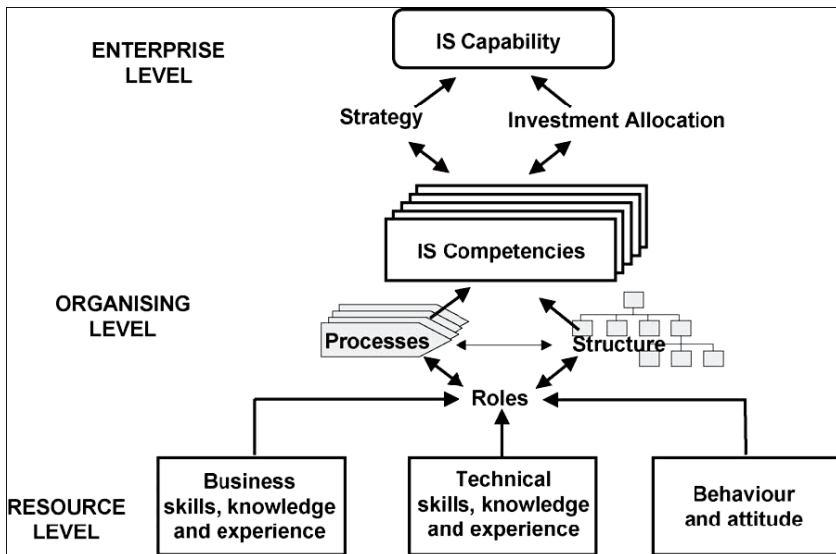 ENTERPRISE
LEVEL
IS Capability
Strategy
Investment Allocation
IS Competencies
ORGANISING
LEVEL
Processes
Structure
Roles
RESOURCE
LEVEL
Business
skills, knowledge
and experience
Technical
skills, knowledge
and experience
Behaviour
and attitude